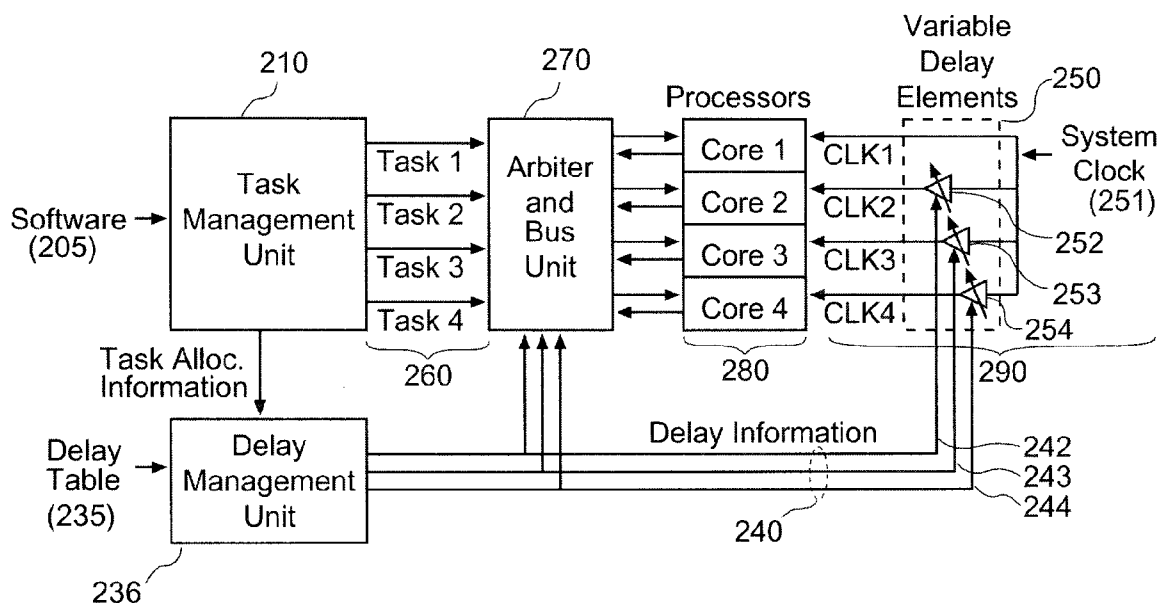 Variable
Delay
Elements
250
210
270
Processors
Task
Management
Unit
Software
(205)
Task 1
Task 2
Task 3
Task 4
260
Arbiter
and
Bus
Unit
Core 1
Core 2
Core 3
Core 4
280
CLK1
CLK2
CLK3
CLK4
System
Clock
(251)
252
253
254
290
Task Alloc.
Information
Delay
Table
(235)
Delay
Management
Unit
236
Delay Information
240
242
243
244